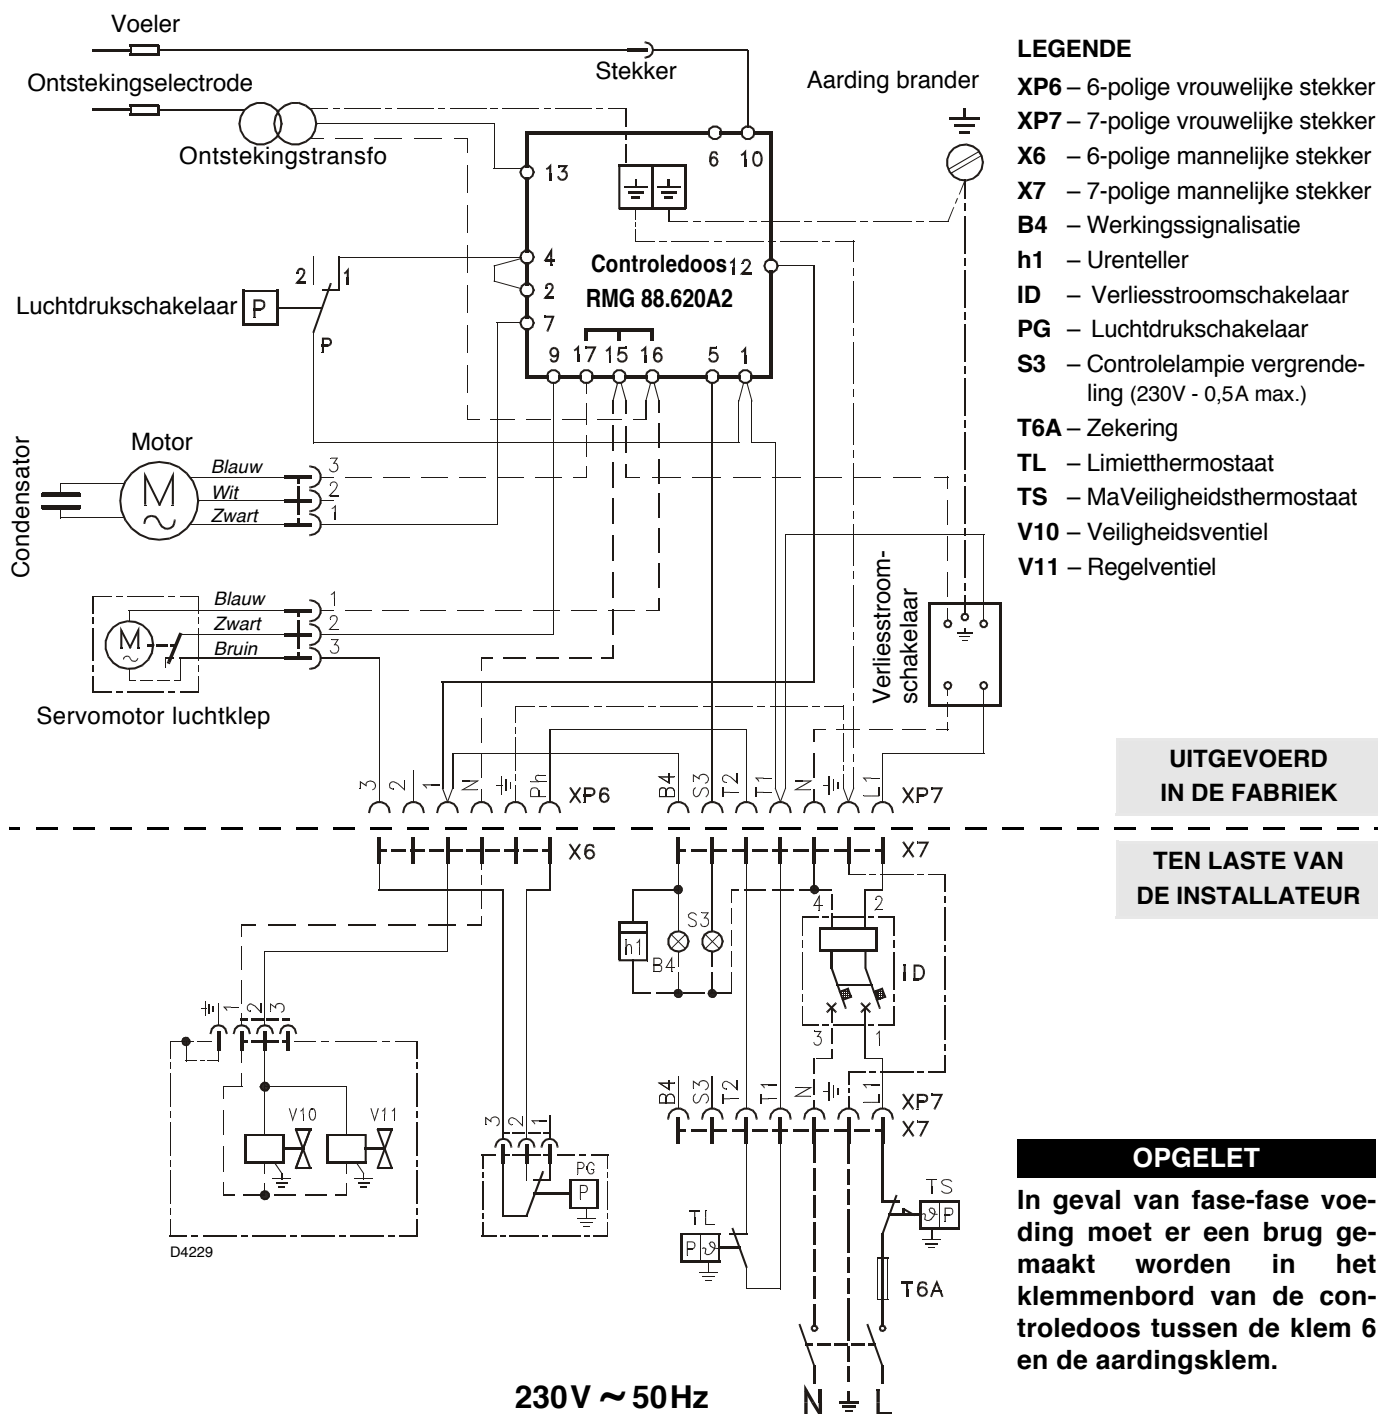 Voeler
Stekker
Ontstekingselectrode
Ontstekingstransfo
Aarding brander
6 10
13
4
2
7
12
Controledoos
RMG 88.620A2
9 17 15 16 5 1
2 1
Luchtdrukschakelaar P
P
Condensator
Motor
M
Blauw 3
Wit 2
Zwart 1
M
Blauw 1
Zwart 2
Bruin 3
Servomotor luchtklep
Verliesstroom-
schakelaar
3 2 1 N Ph XP6
B4 S3 T2 T1 N L1 XP7
LEGENDE
XP6 – 6-polige vrouwelijke stekker
XP7 – 7-polige vrouwelijke stekker
X6 – 6-polige mannelijke stekker
X7 – 7-polige mannelijke stekker
B4 – Werkingssignalisatie
h1 – Urenteller
ID – Verliesstroomschakelaar
PG – Luchtdrukschakelaar
S3 – Controlelampie vergrende-
ling (230V - 0,5A max.)
T6A – Zekering
TL – Limietthermostaat
TS – MaVeiligheidsthermostaat
V10 – Veiligheidsventiel
V11 – Regelventiel
UITGEVOERD
IN DE FABRIEK
TEN LASTE VAN
DE INSTALLATEUR
X6
X7
h1 B4 S3
4 2
ID
3 1
1 2 3
V10 V11
D4229
3 2 1
PG
P
B4 S3 T2 T1 N L1 XP7
X7
TL
P ϑ
TS
ϑ P
T6A
230V ~ 50Hz
N L
OPGELET
In geval van fase-fase voe-
ding moet er een brug ge-
maakt worden in het
klemmenbord van de con-
troledoos tussen de klem 6
en de aardingsklem.